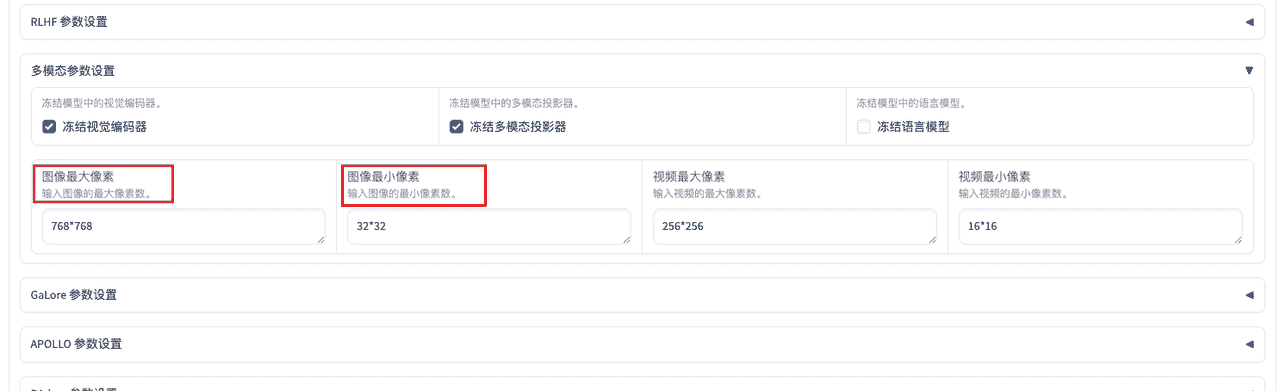 RLHF 参数设置
多模态参数设置
冻结模型中的视觉编码器。 冻结模型中的多模态投影器。 冻结模型中的语言模型。
冻结视觉编码器 冻结多模态投影器 冻结语言模型
图像最大像素 图像最小像素 视频最大像素 视频最小像素
输入图像的最大像素数。 输入图像的最小像素数。 输入视频的最大像素数。 输入视频的最小像素数。
768*768 32*32 256*256 16*16
GaLore 参数设置
APOLLO 参数设置